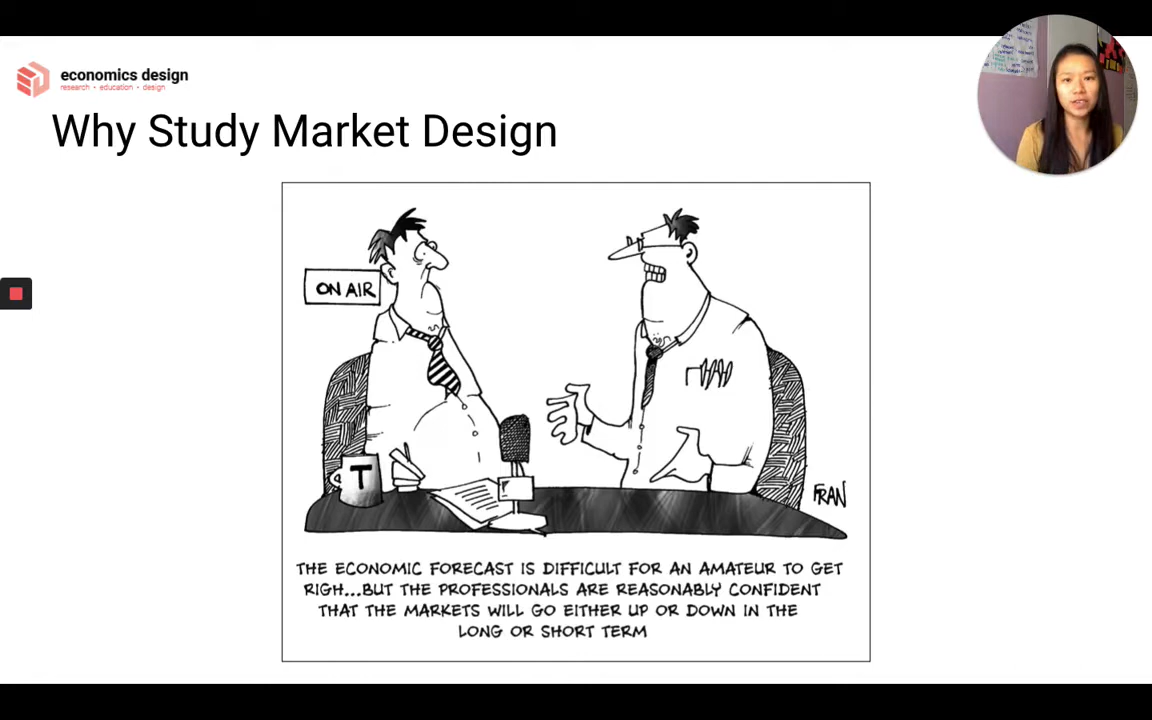 economics design
research • education • design
Why Study Market Design
ON AIR
T
FRAN
THE ECONOMIC FORECAST IS DIFFICULT FOR AN AMATEUR TO GET
RIGH...BUT THE PROFESSIONALS ARE REASONABLY CONFIDENT
THAT THE MARKETS WILL GO EITHER UP OR DOWN IN THE
LONG OR SHORT TERM